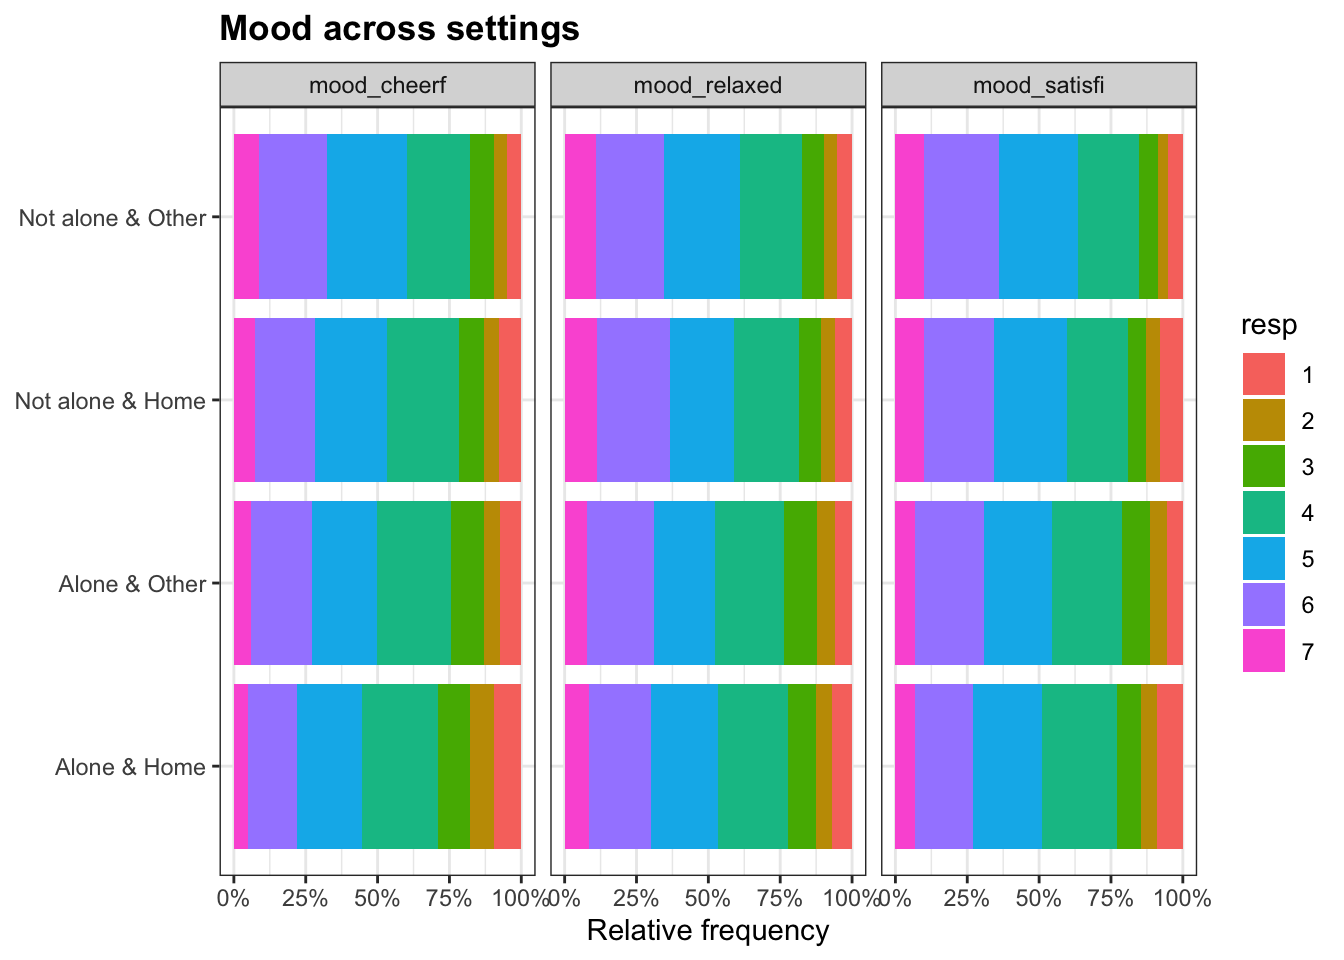 Mood across settings
mood_cheerf
mood_relaxed
mood_satisfi
Not alone & Other
Not alone & Home
Alone & Other
Alone & Home
0% 25% 50% 75% 100%
0% 25% 50% 75% 100%
0% 25% 50% 75% 100%
Relative frequency
resp
1
2
3
4
5
6
7